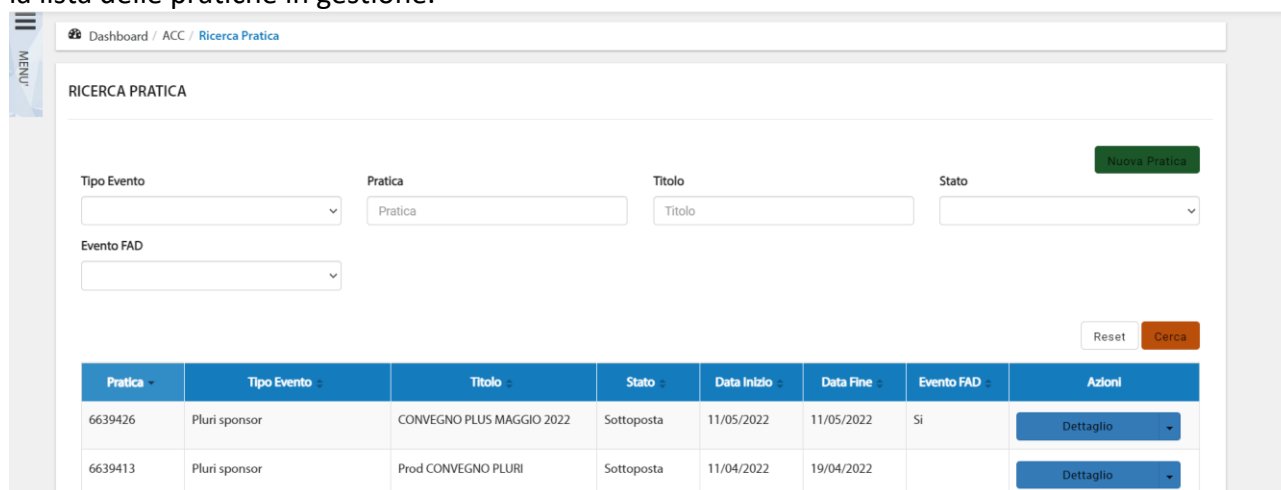 la lista delle pratiche in gestione.
MENU'
Dashboard / ACC / Ricerca Pratica
RICERCA PRATICA
Nuova Pratica
Tipo Evento Pratica Titolo Stato
Pratica Titolo
Evento FAD
Reset Cerca
Pratica Tipo Evento Titolo Stato Data Inizio Data Fine Evento FAD Azioni
6639426 Pluri sponsor CONVEGNO PLUS MAGGIO 2022 Sottoposta 11/05/2022 11/05/2022 Si Dettaglio
6639413 Pluri sponsor Prod CONVEGNO PLURI Sottoposta 11/04/2022 19/04/2022 Dettaglio